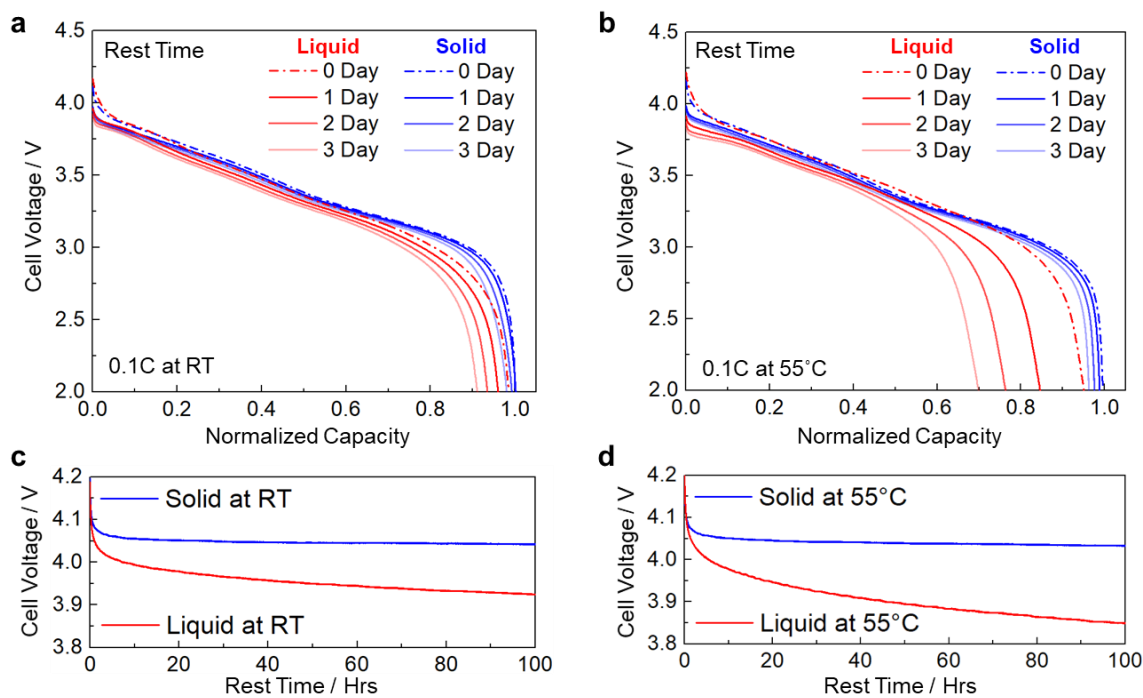 a
4.5
4.0
3.5
3.0
2.5
2.0
Cell Voltage / V
Rest Time
Liquid Solid
0 Day 0 Day
1 Day 1 Day
2 Day 2 Day
3 Day 3 Day
0.1C at RT
0.0 0.2 0.4 0.6 0.8 1.0
Normalized Capacity
b
4.5
4.0
3.5
3.0
2.5
2.0
Cell Voltage / V
Rest Time
Liquid Solid
0 Day 0 Day
1 Day 1 Day
2 Day 2 Day
3 Day 3 Day
0.1C at 55°C
0.0 0.2 0.4 0.6 0.8 1.0
Normalized Capacity
c
4.2
4.1
4.0
3.9
3.8
Cell Voltage / V
Solid at RT
Liquid at RT
0 20 40 60 80 100
Rest Time / Hrs
d
4.2
4.1
4.0
3.9
3.8
Cell Voltage / V
Solid at 55°C
Liquid at 55°C
0 20 40 60 80 100
Rest Time / Hrs